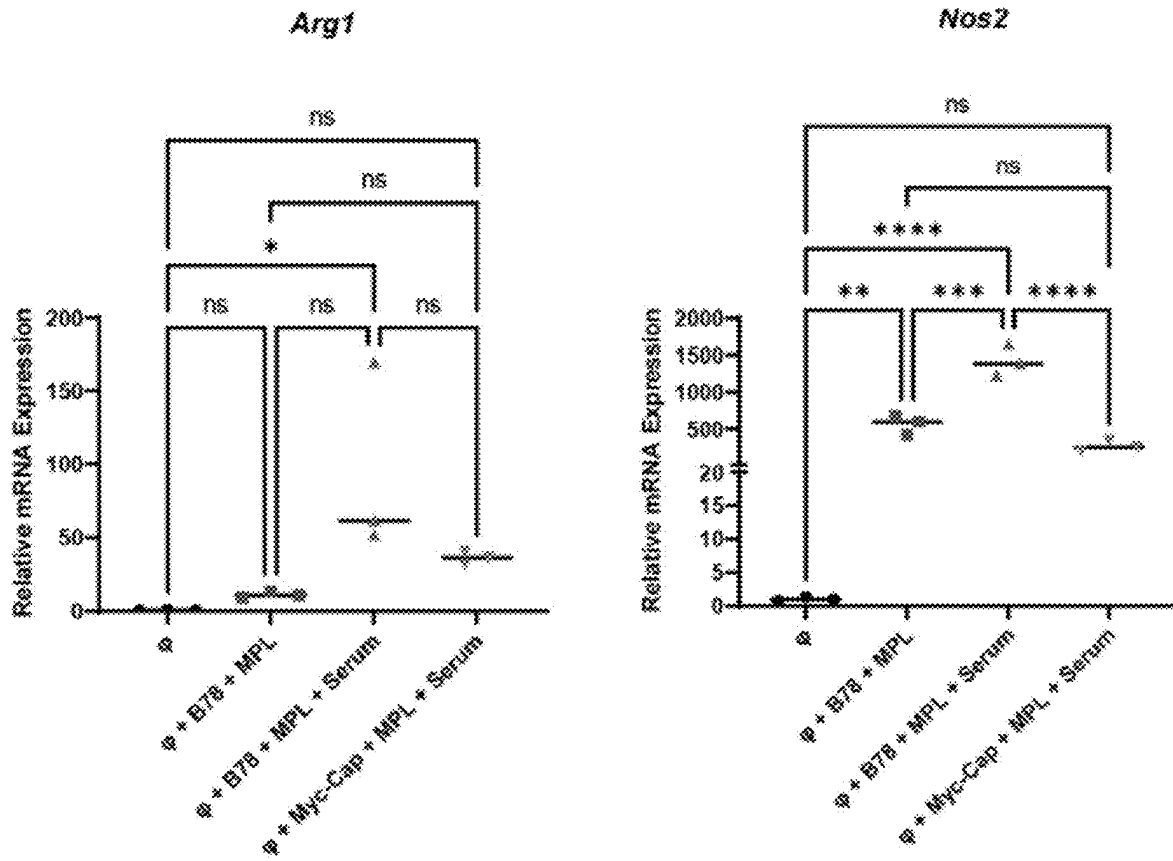 Arg1
ns
ns
*
ns
ns
ns
Relative mRNA Expression
200
150
100
50
0
φ
φ + B78 + MPL
φ + B78 + MPL + Serum
φ + Myc-Cap + MPL + Serum
Nos2
ns
ns
****
**
***
****
Relative mRNA Expression
2000
1500
1000
500
20
15
10
5
0
φ
φ + B78 + MPL
φ + B78 + MPL + Serum
φ + Myc-Cap + MPL + Serum